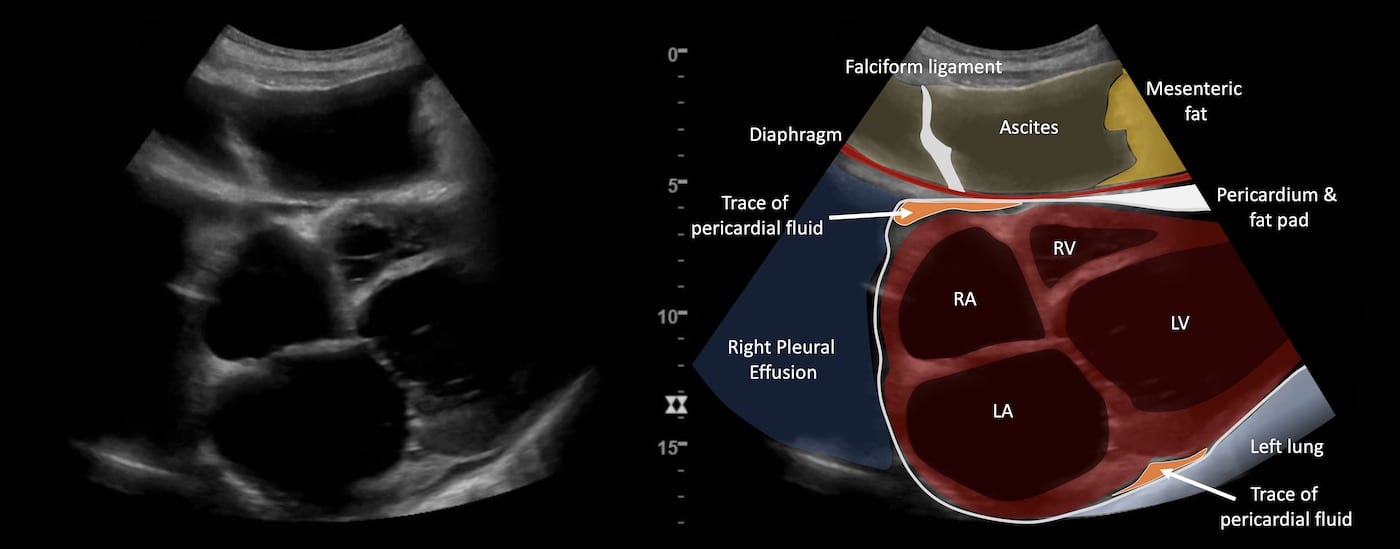 0
5
10
15
Falciform ligament
Mesenteric
fat
Ascites
Diaphragm
Trace of
pericardial fluid
Pericardium &
fat pad
RV
RA
LV
Right Pleural
Effusion
LA
Left lung
Trace of
pericardial fluid